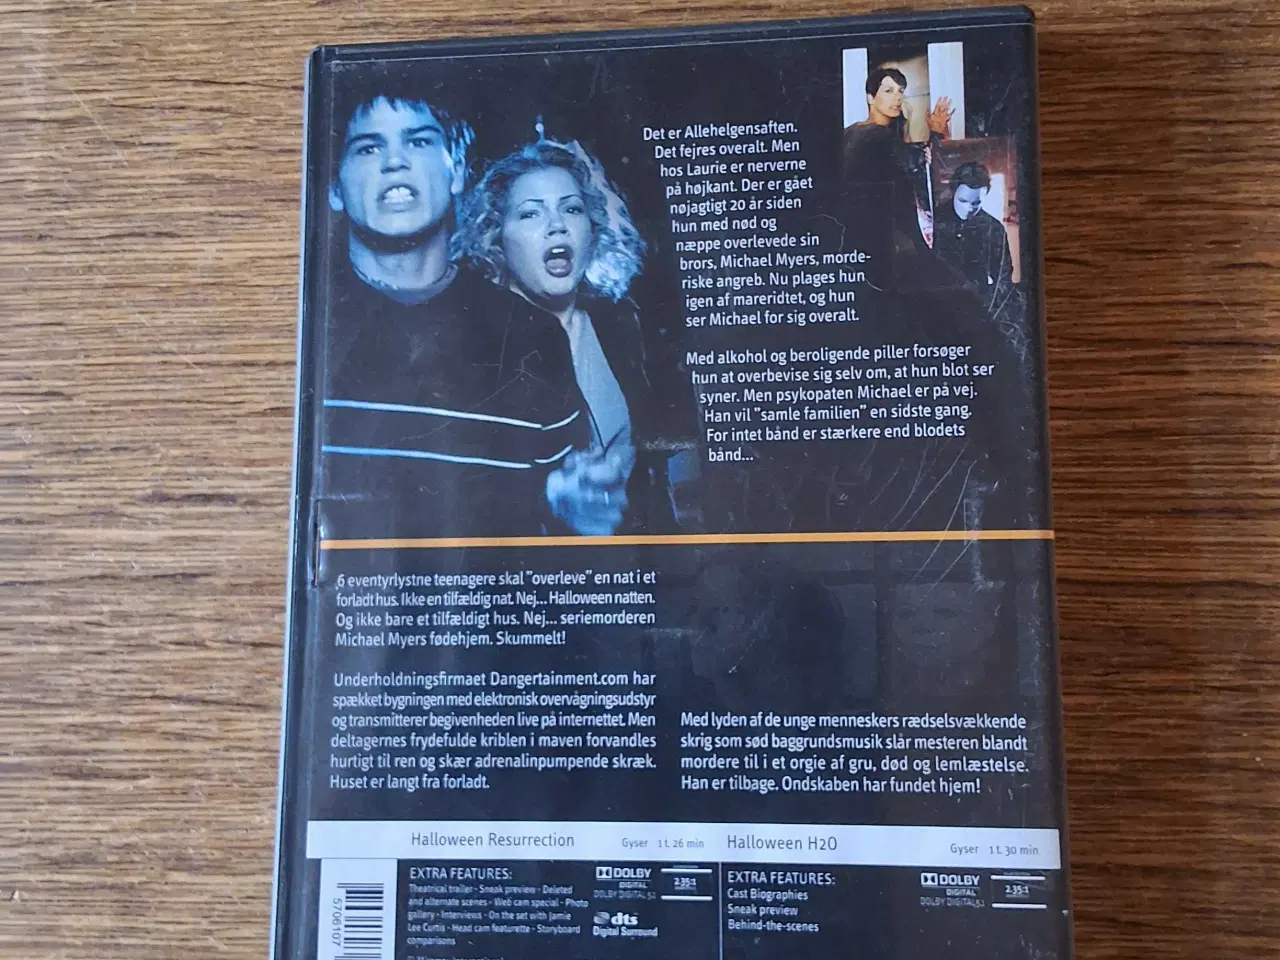 Det er Allehelgensaften.
Det fejres overalt. Men
hos Laurie er nerverne
på højkant. Der er gået
nøjagtigt 20 år siden
hun med nød og
næppe overlevede sin
brors, Michael Myers, morde-
riske angreb. Nu plages hun
igen af mareridtet, og hun
ser Michael for sig overalt.
Med alkohol og beroligende piller forsøger
hun at overbevise sig selv om, at hun blot ser
syner. Men psykopaten Michael er på vej.
Han vil "samle familien" en sidste gang.
For intet bånd er stærkere end blodets
bånd...
6 eventyrlystne teenagere skal "overleve" en nat i et
forladt hus. Ikke en tilfældig nat. Nej... Halloween natten.
Og ikke bare et tilfældigt hus. Nej... seriemorderen
Michael Myers fødehjem. Skummelt!
Underholdningsfirmaet Dangertainment.com har
spækket bygningen med elektronisk overvågningsudstyr
og transmitterer begivenheden live på internettet. Men
deltagernes frydefulde kriblen i maven forvandles
hurtigt til ren og skær adrenalinpumpende skræk.
Huset er langt fra forladt.
Med lyden af de unge menneskers rædselsvækkende
skrig som sød baggrundsmusik slår mesteren blandt
mordere til i et orgie af gru, død og lemlæstelse.
Han er tilbage. Ondskaben har fundet hjem!
Halloween Resurrection Gyser 1 t. 26 min
Halloween H2O Gyser 1 t. 30 min
EXTRA FEATURES:
Theatrical trailer - Sneak preview - Deleted
and alternate scenes - Web cam special - Photo
gallery - Interviews - On the set with Jamie
Lee Curtis - Head cam featurette - Storyboard
comparisons
DOLBY
DIGITAL
DOLBY DIGITAL 5.1
2.35:1
dts
Digital Surround
EXTRA FEATURES:
Cast Biographies
Sneak preview
Behind-the-scenes
DOLBY
DIGITAL
DOLBY DIGITAL 5.1
2.35:1
5706107